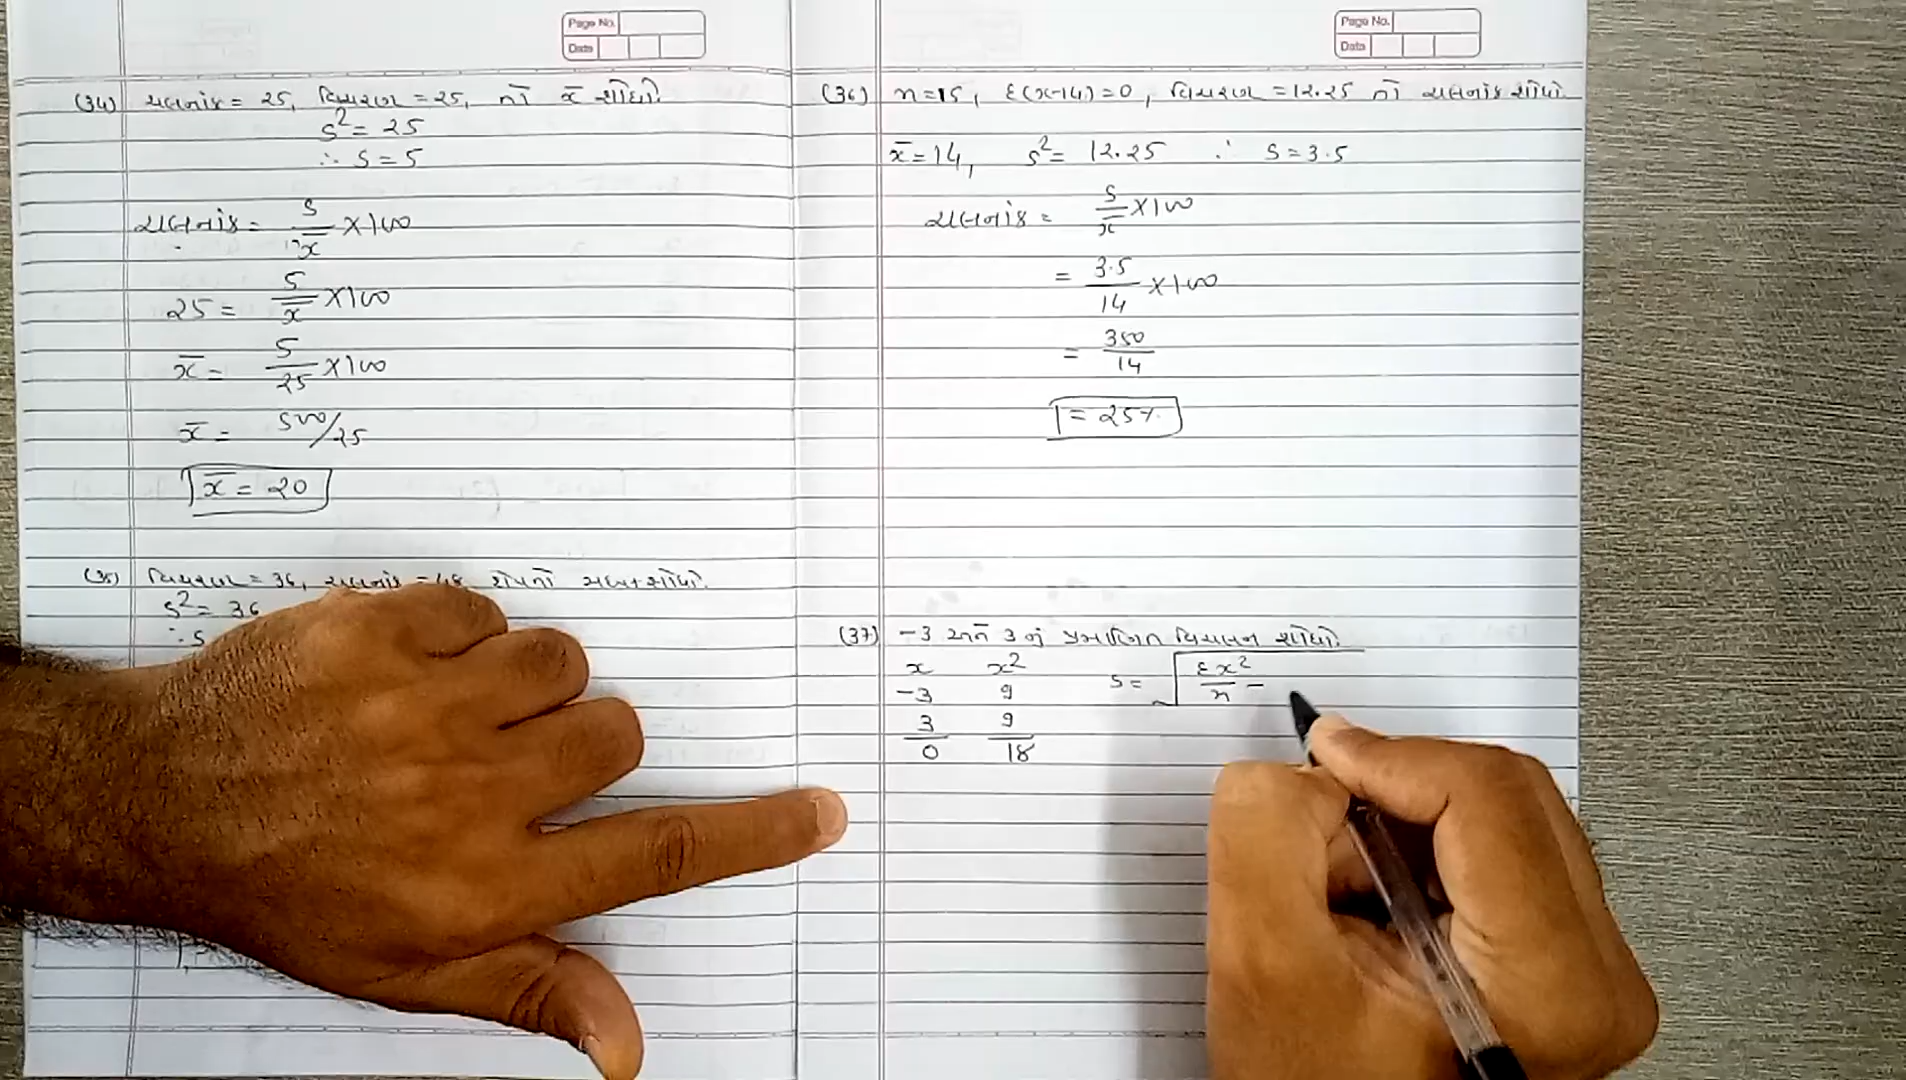 Page No.
Date
(34) ચલનાંક = 25, વિચરણ = 25, તો x̄ શોધો.
s² = 25
∴ s = 5
ચલનાંક = s/x̄ × 100
25 = 5/x̄ × 100
x̄ = 5/25 × 100
x̄ = 500/25
x̄ = 20
(35) વિચરણ = 36, ચલનાંક = 48 હોય તો મધ્યક શોધો.
s² = 36
∴ s
Page No.
Date
(36) n = 15, Σ(x-14) = 0, વિચરણ = 12.25 તો ચલનાંક શોધો.
x̄ = 14, s² = 12.25 ∴ s = 3.5
ચલનાંક = s/x̄ × 100
= 3.5/14 × 100
= 350/14
= 25%
(37) -3 અને 3 નું પ્રમાણિત વિચલન શોધો.
x x² s = √Σx²/n -
-3 9
3 9
0 18